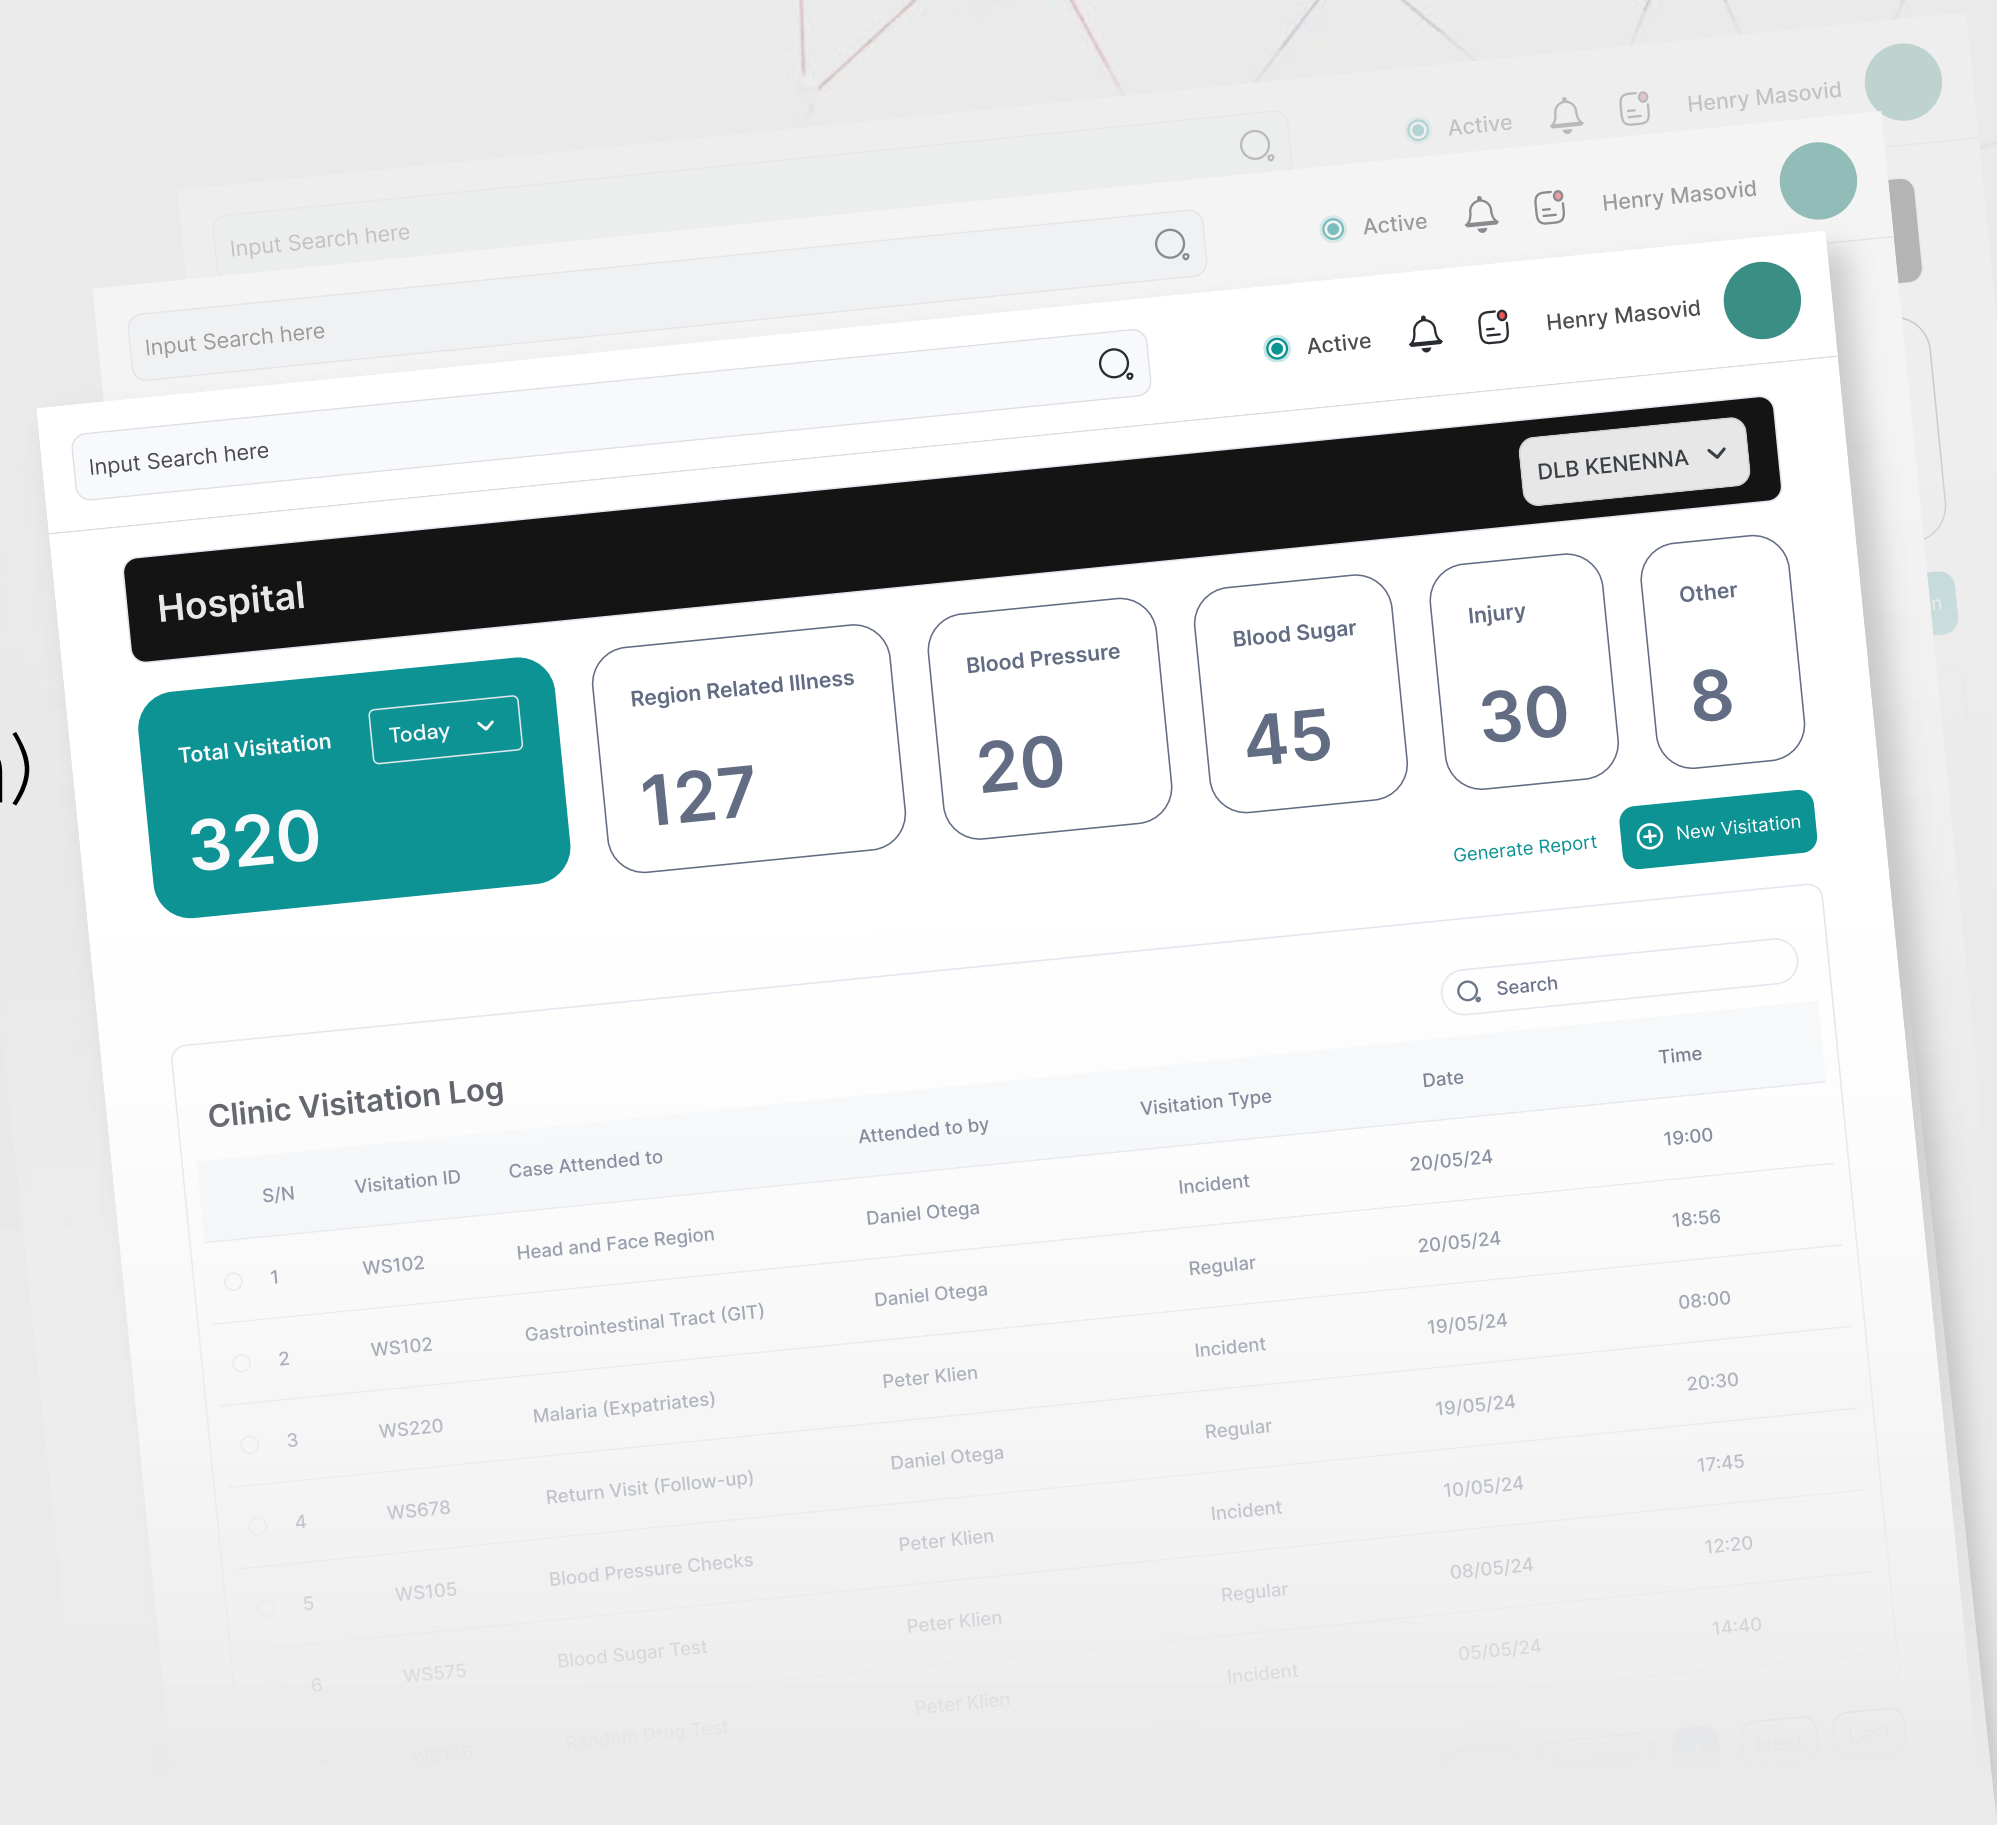 Input Search here
Active
Henry Masovid
Input Search here
Active
Henry Masovid
Input Search here
Active
Henry Masovid
Hospital
DLB KENENNA
Total Visitation
Today
320
Region Related Illness
127
Blood Pressure
20
Blood Sugar
45
Injury
30
Other
8
Generate Report
New Visitation
Clinic Visitation Log
Search
S/N Visitation ID Case Attended to Attended to by Visitation Type Date Time
1 WS102 Head and Face Region Daniel Otega Incident 20/05/24 19:00
2 WS102 Gastrointestinal Tract (GIT) Daniel Otega Regular 20/05/24 18:56
3 WS220 Malaria (Expatriates) Peter Klien Incident 19/05/24 08:00
4 WS678 Return Visit (Follow-up) Daniel Otega Regular 19/05/24 20:30
5 WS105 Blood Pressure Checks Peter Klien Incident 10/05/24 17:45
6 WS575 Blood Sugar Test Peter Klien Regular 08/05/24 12:20
Random Drug Test Peter Klien Incident 05/05/24 14:40
Next
Last